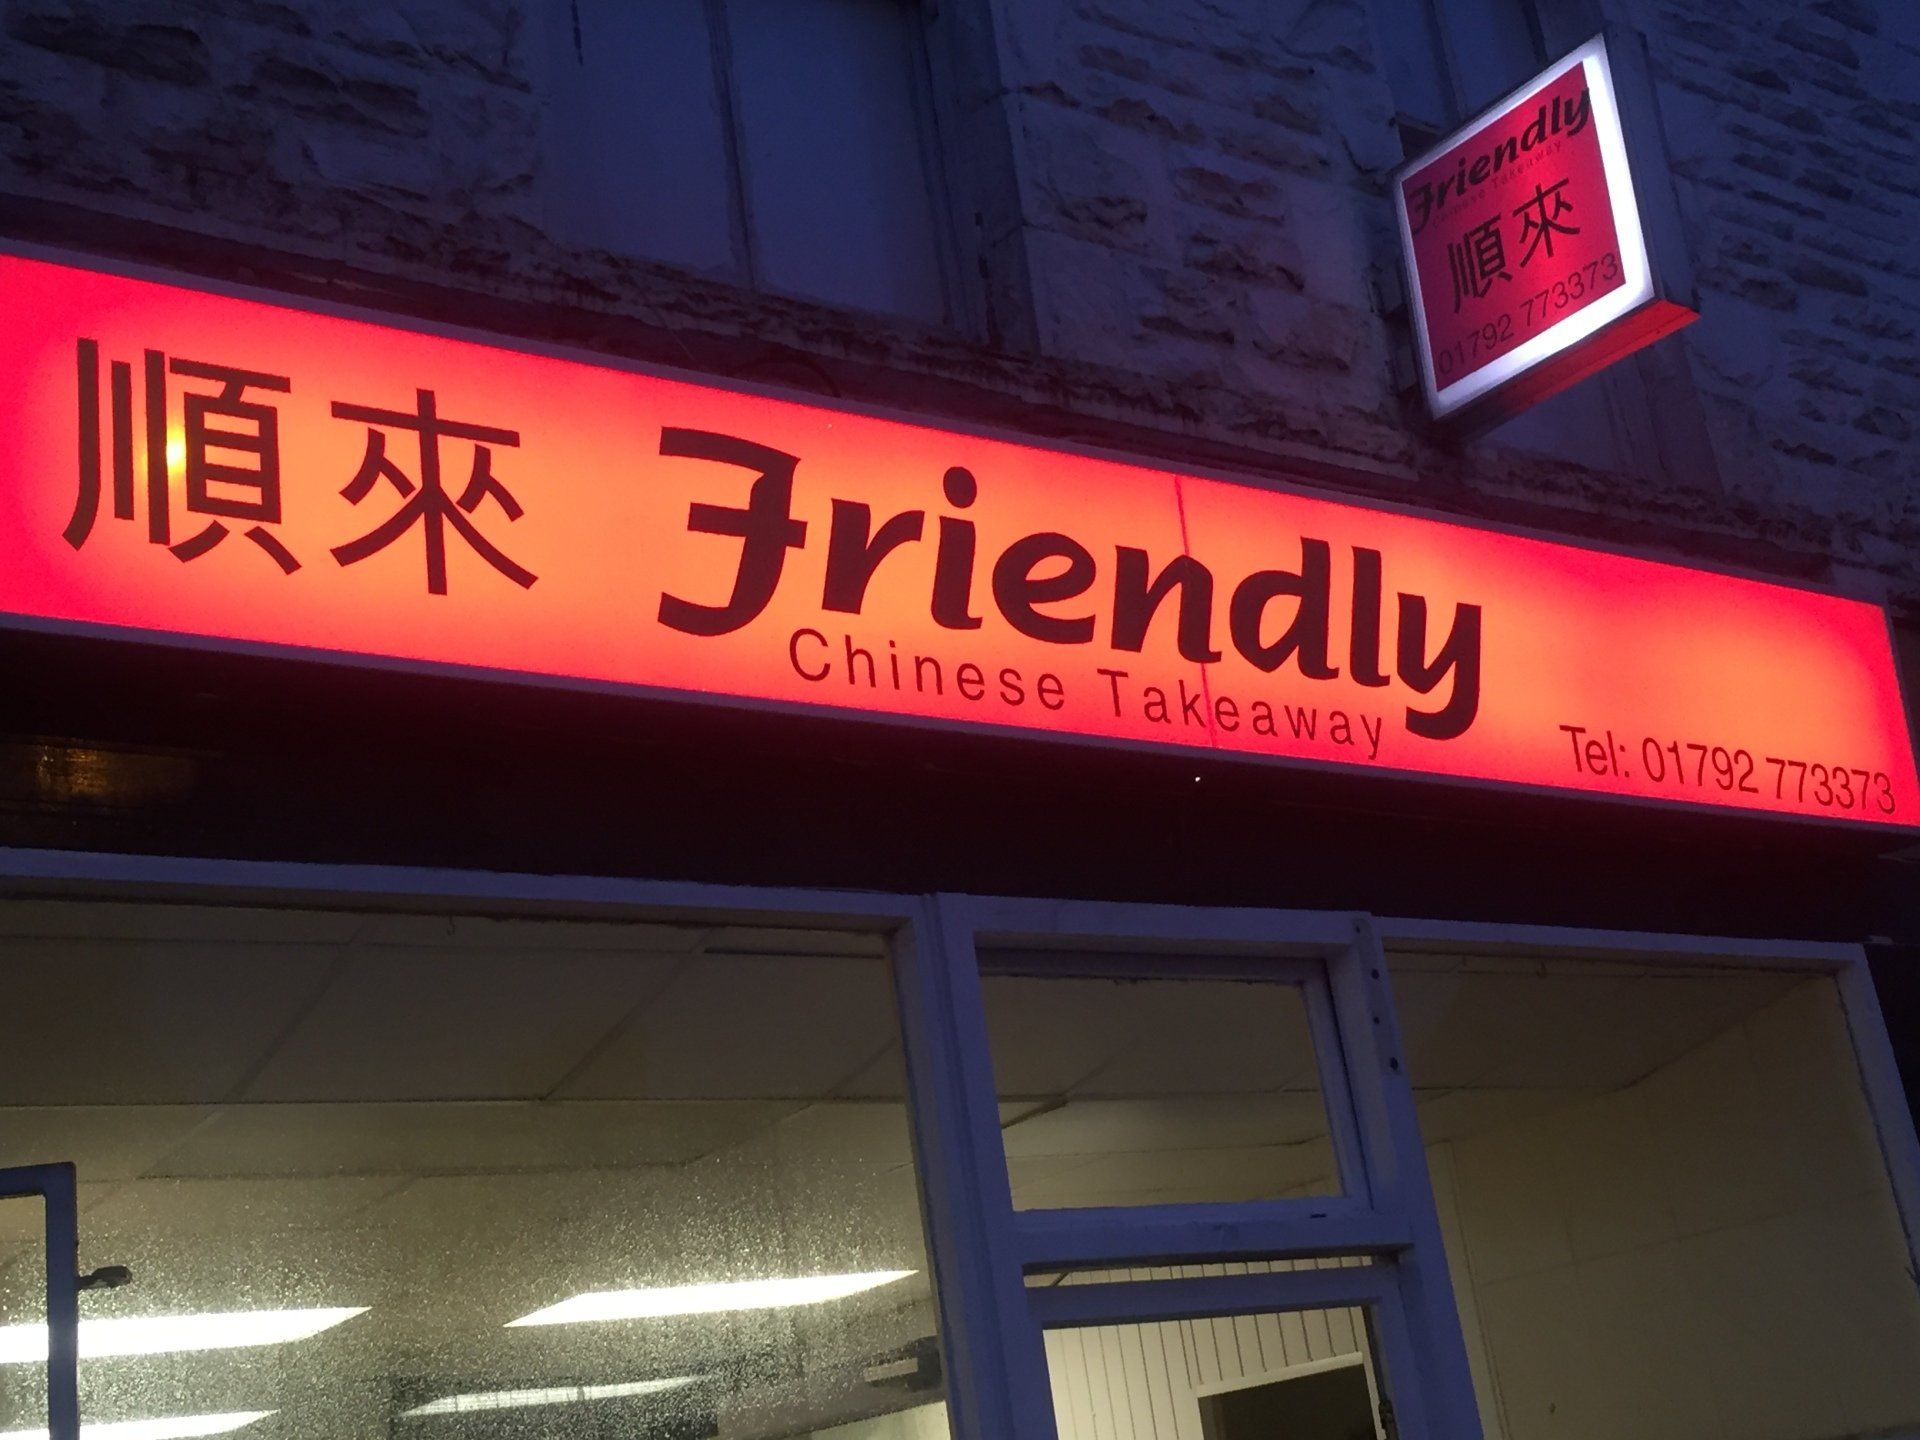 順來 Friendly
Chinese Takeaway
Tel: 01792 773373
Friendly
Chinese Takeaway
順來
01792 773373